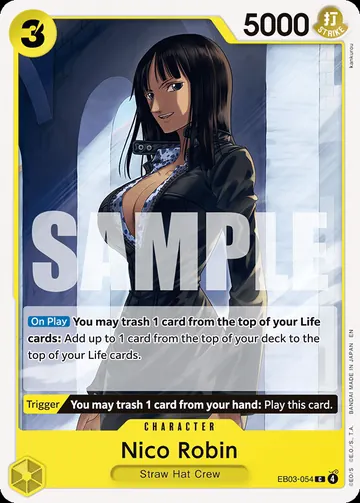 3
5000
打
STRIKE
kankurou
SAMPLE
On Play You may trash 1 card from the top of your Life
cards: Add up to 1 card from the top of your deck to the
top of your Life cards.
Trigger You may trash 1 card from your hand: Play this card.
CHARACTER
Nico Robin
Straw Hat Crew
EB03-054 C 4
©E.O./S., T.A. BANDAI MADE IN JAPAN EN